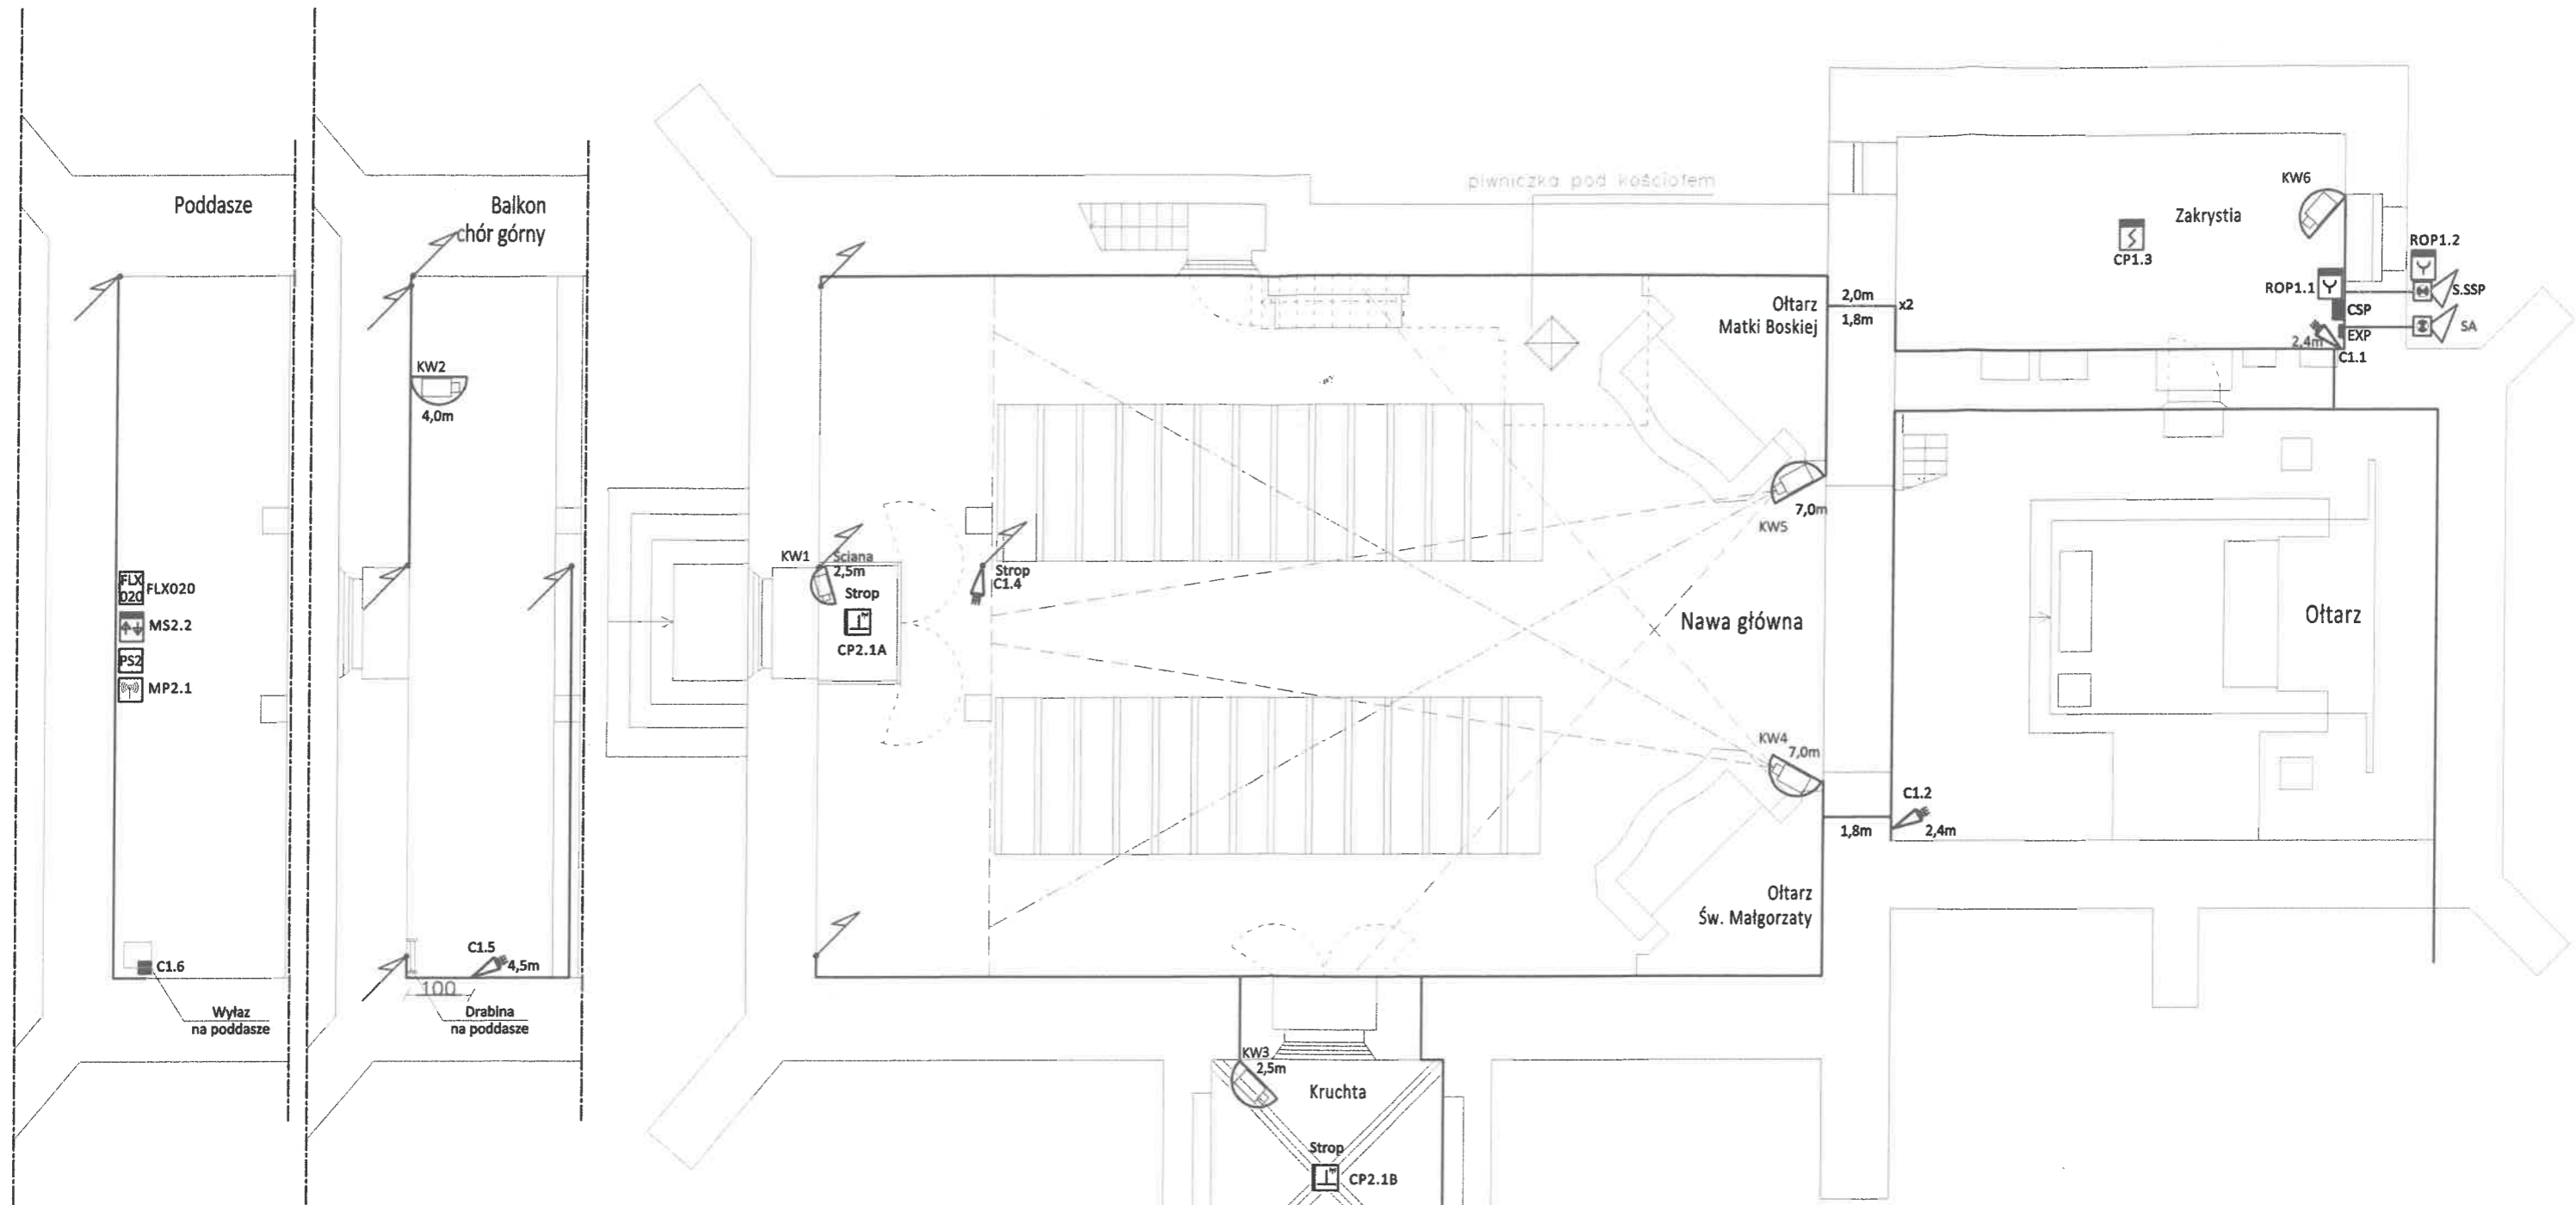 Poddasze
FLX
020
FLX020
MS2.2
PS2
MP2.1
C1.6
Wyłaz
na poddasze
Balkon
chór górny
KW2
4,0m
C1.5
4,5m
100
Drabina
na poddasze
piwniczka pod kościołem
KW1
Ściana
2,5m
Strop
CP2.1A
Strop
C1.4
Ołtarz
Matki Boskiej
2,0m
1,8m
x2
7,0m
KW5
Nawa główna
KW4
7,0m
1,8m
C1.2
2,4m
Ołtarz
Św. Małgorzaty
KW3
2,5m
Kruchta
Strop
CP2.1B
KW6
Zakrystia
CP1.3
ROP1.2
ROP1.1
S.SSP
CSP
SA
EXP
2,4m
C1.1
Ołtarz